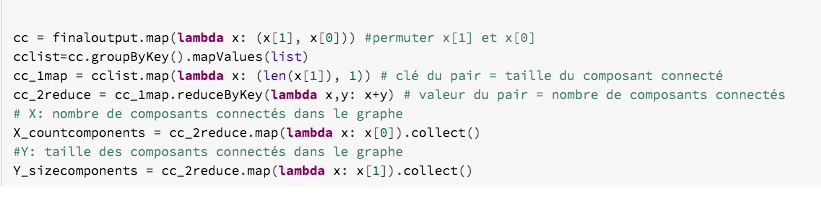 cc = finaloutput.map(lambda x: (x[1], x[0])) #permuter x[1] et x[0]
cclist=cc.groupByKey().mapValues(list)
cc_1map = cclist.map(lambda x: (len(x[1]), 1)) # clé du pair = taille du composant connecté
cc_2reduce = cc_1map.reduceByKey(lambda x,y: x+y) # valeur du pair = nombre de composants connectés
# X: nombre de composants connectés dans le graphe
X_countcomponents = cc_2reduce.map(lambda x: x[0]).collect()
#Y: taille des composants connectés dans le graphe
Y_sizecomponents = cc_2reduce.map(lambda x: x[1]).collect()